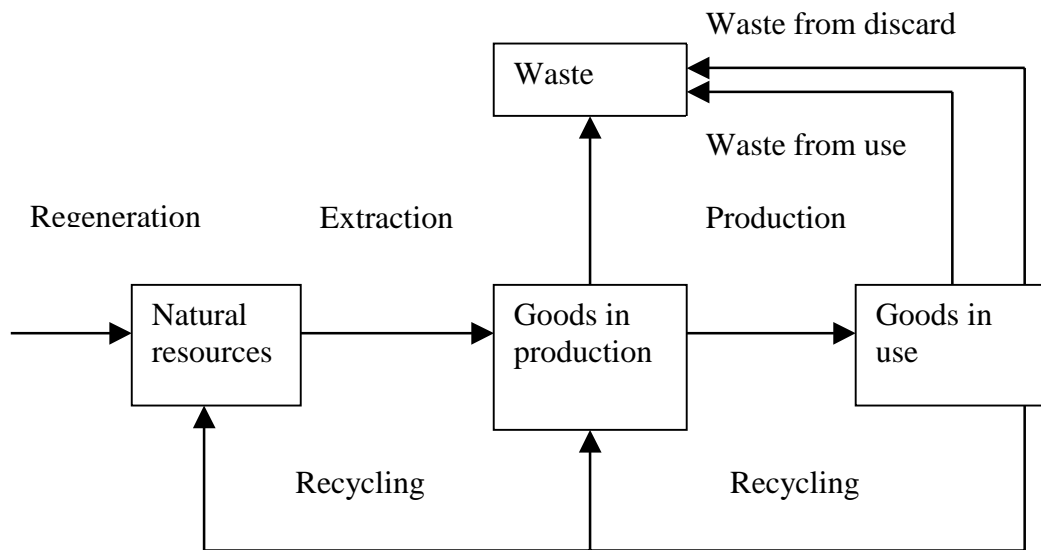 Waste from discard
Waste
Waste from use
Regeneration
Extraction
Production
Natural
resources
Goods in
production
Goods in
use
Recycling
Recycling